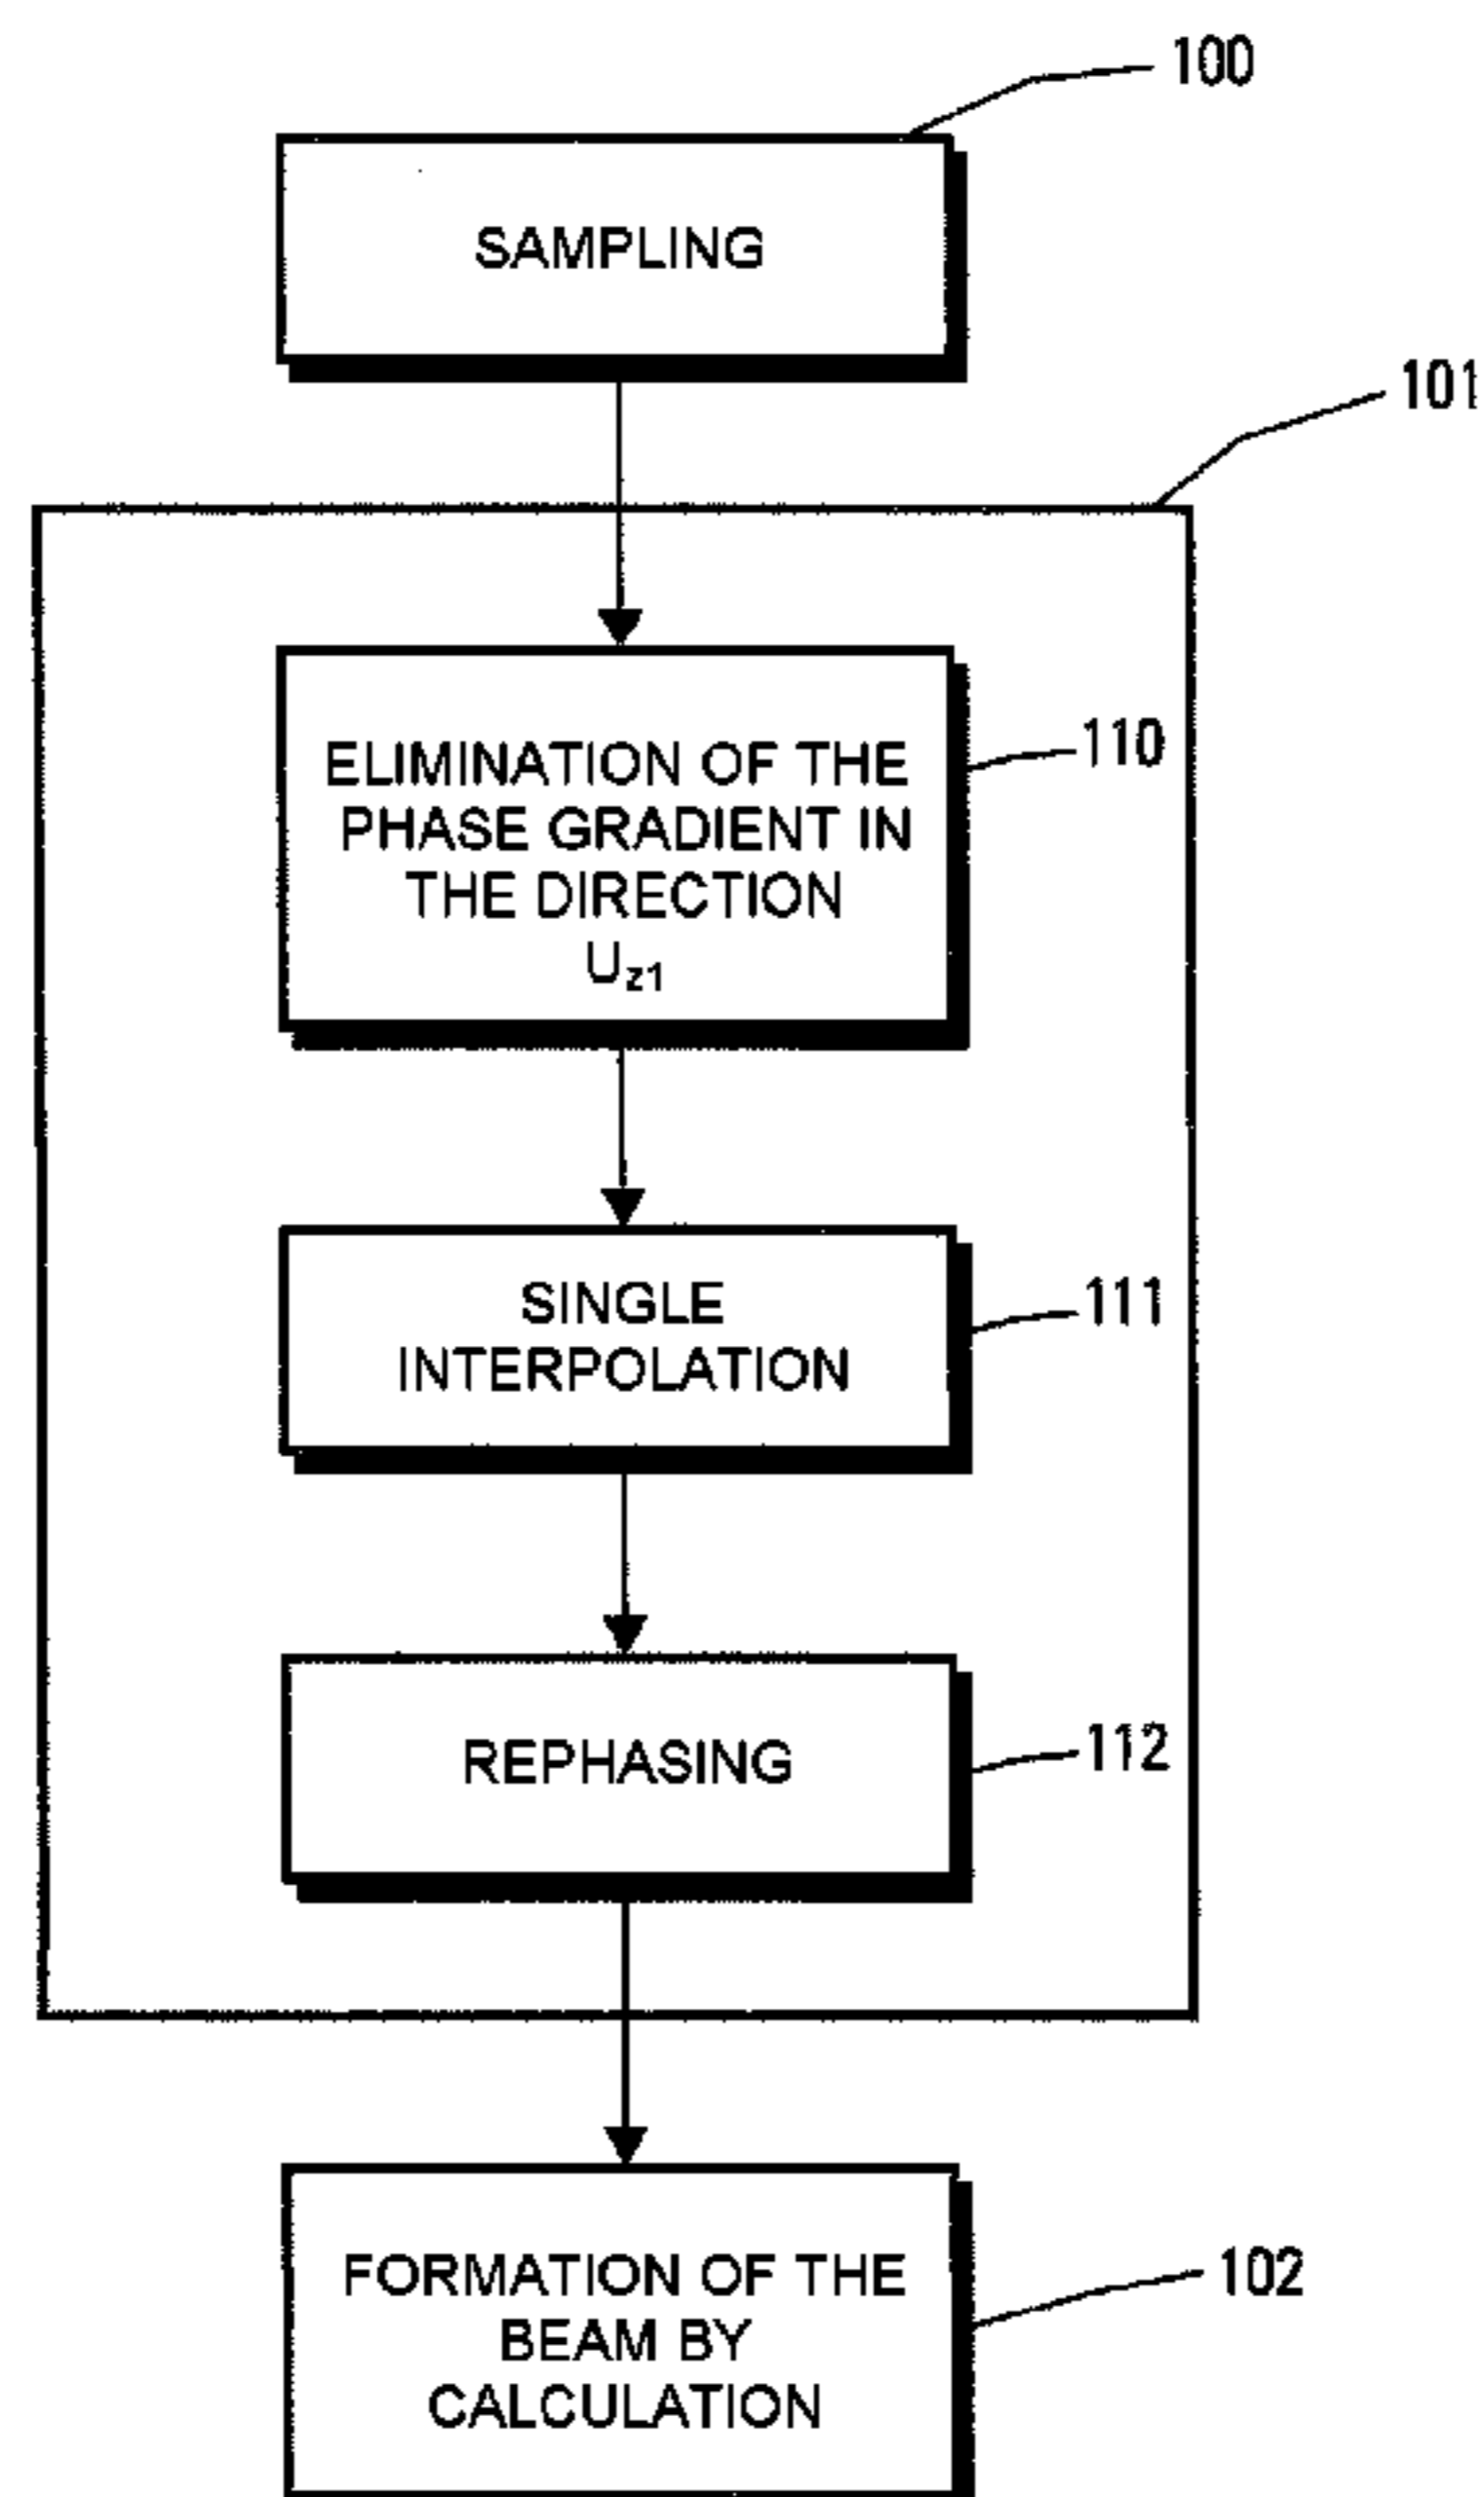 100
SAMPLING
101
ELIMINATION OF THE
PHASE GRADIENT IN
THE DIRECTION
Uz1
110
SINGLE
INTERPOLATION
111
REPHASING
112
FORMATION OF THE
BEAM BY
CALCULATION
102